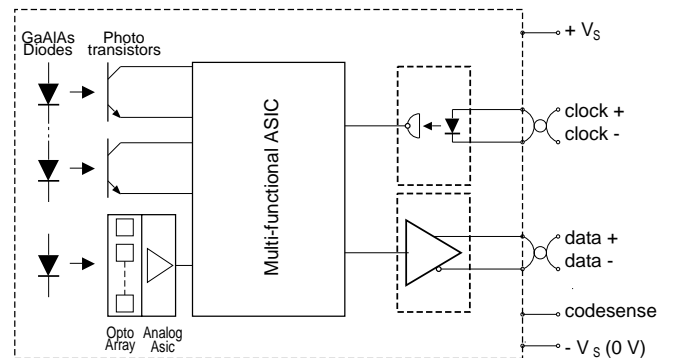 GaAlAs
Diodes
Photo
transistors
+ VS
clock +
clock -
Multi-functional ASIC
data +
data -
codesense
Opto
Array
Analog
Asic
- VS (0 V)